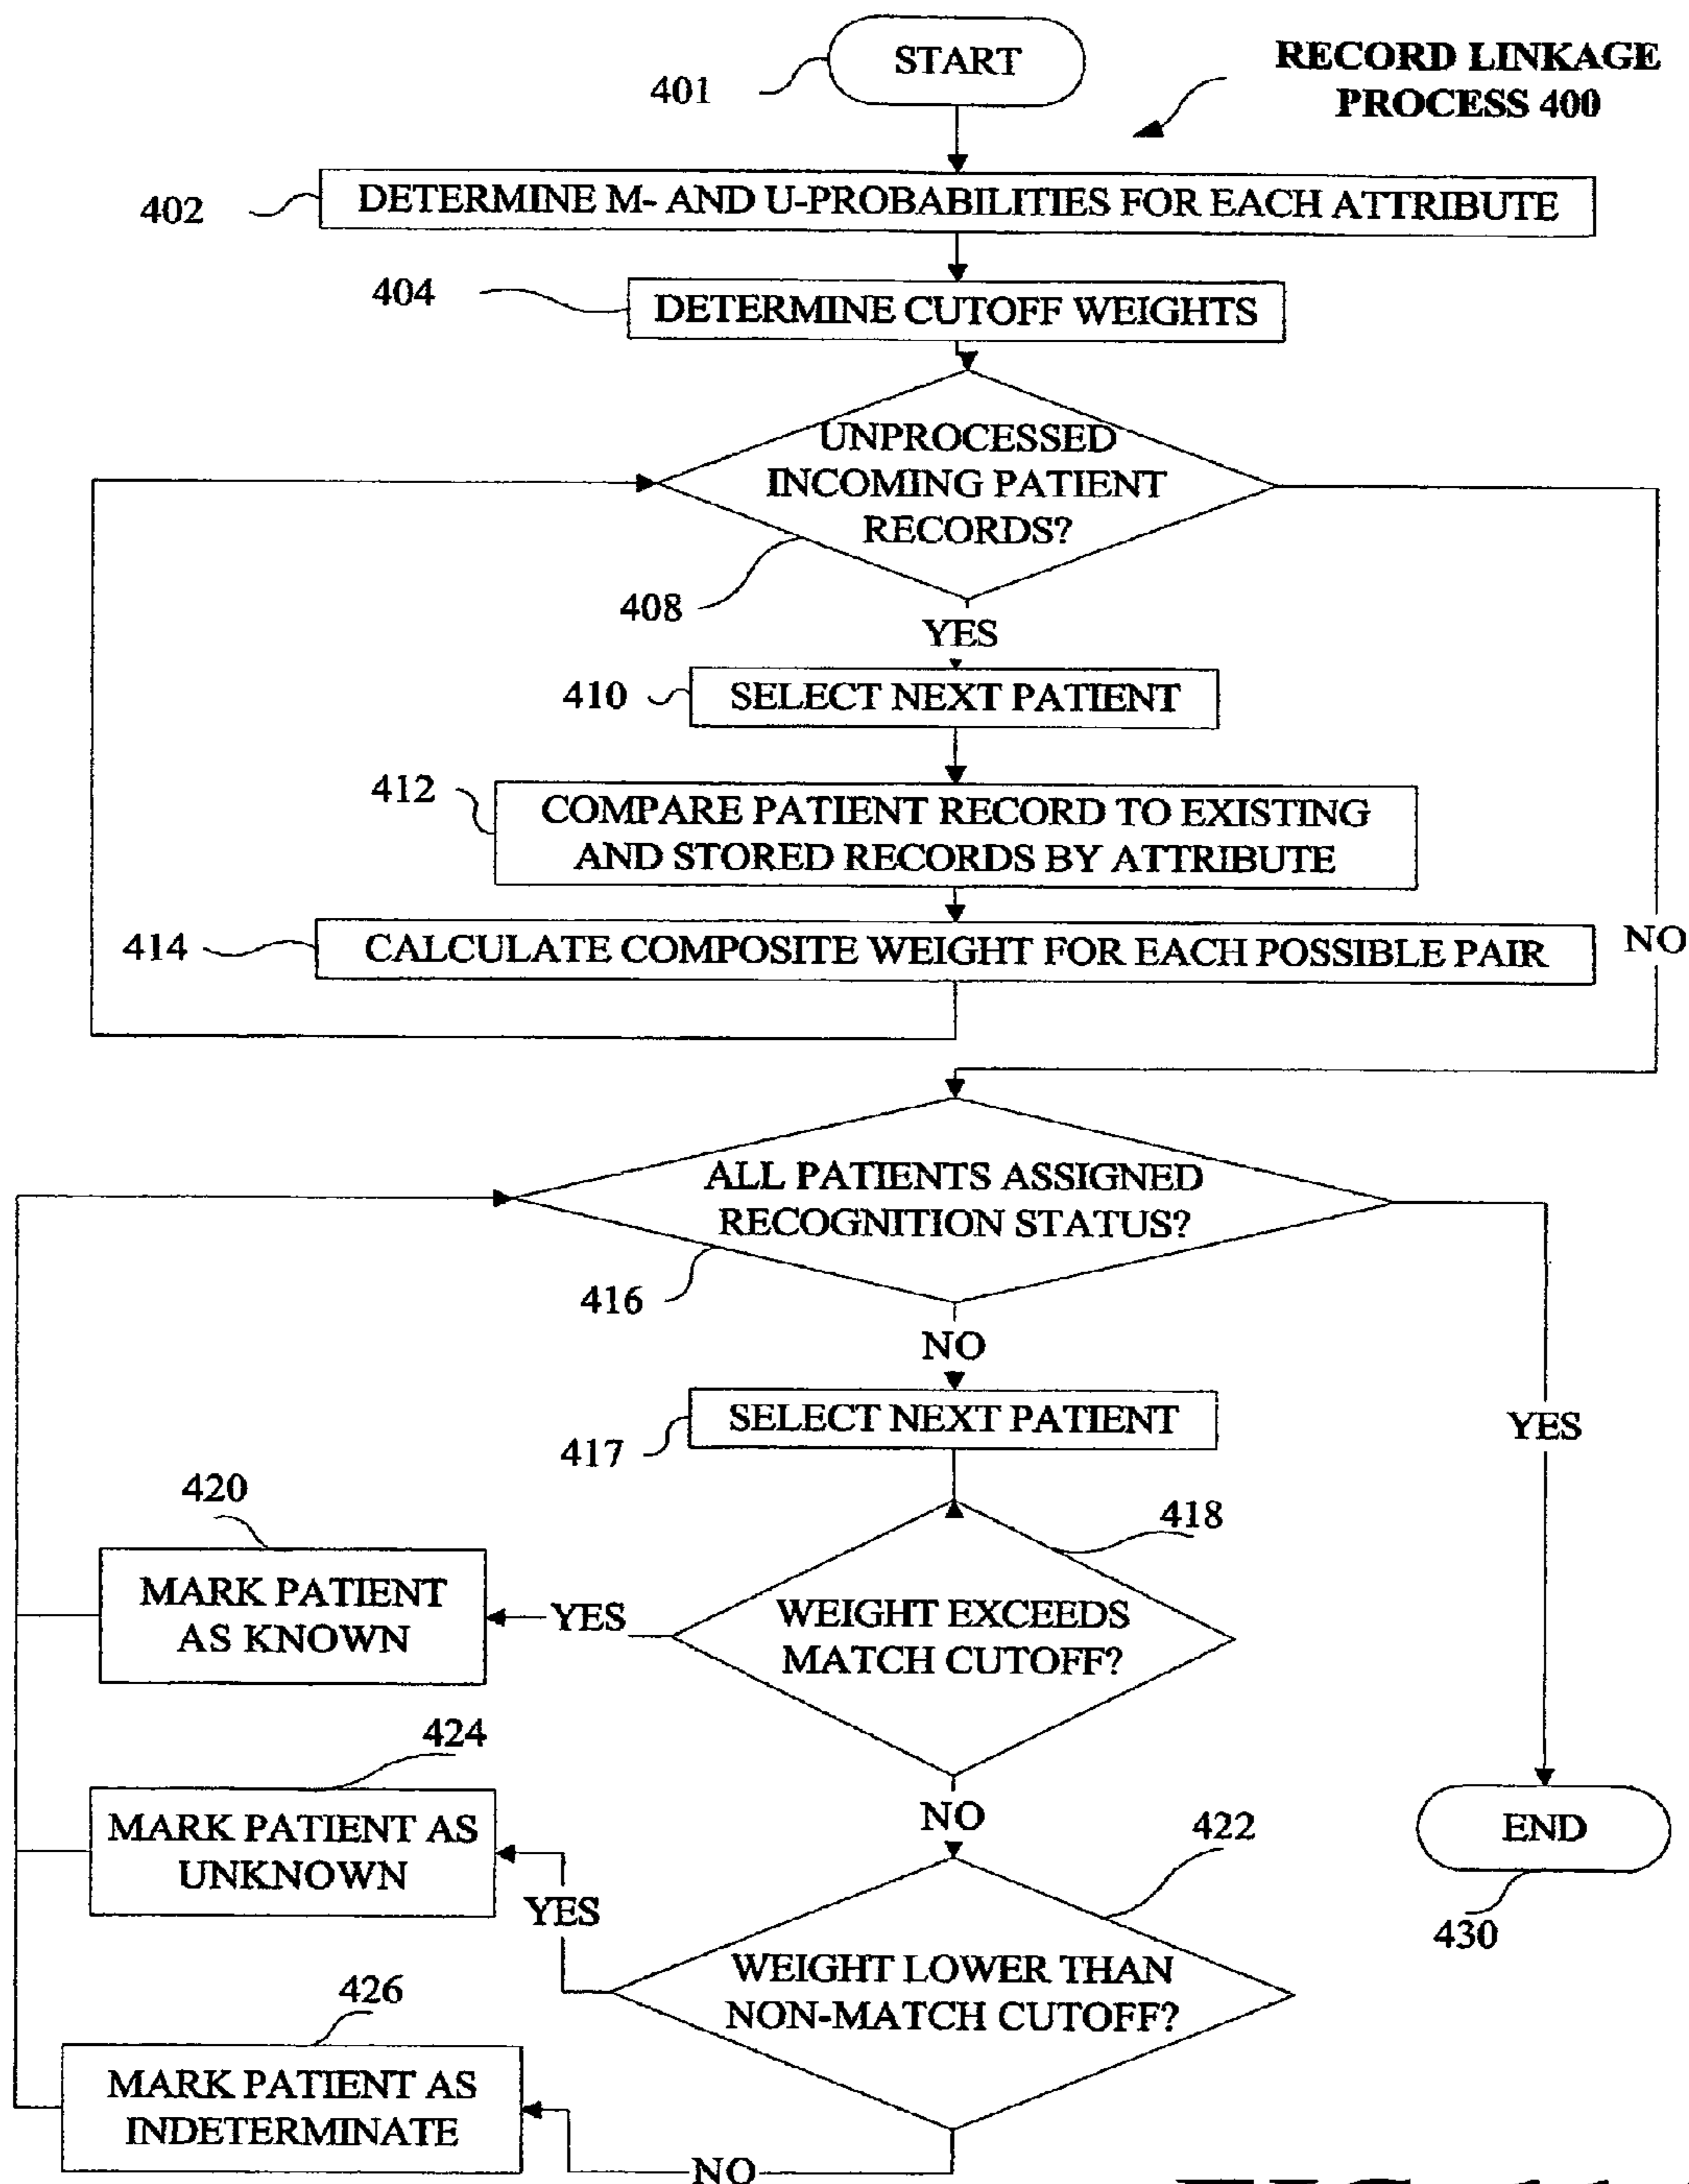 START
401
RECORD LINKAGE
PROCESS 400
402
DETERMINE M- AND U-PROBABILITIES FOR EACH ATTRIBUTE
404
DETERMINE CUTOFF WEIGHTS
UNPROCESSED
INCOMING PATIENT
RECORDS?
408
YES
410
SELECT NEXT PATIENT
412
COMPARE PATIENT RECORD TO EXISTING
AND STORED RECORDS BY ATTRIBUTE
414
CALCULATE COMPOSITE WEIGHT FOR EACH POSSIBLE PAIR
NO
ALL PATIENTS ASSIGNED
RECOGNITION STATUS?
416
NO
SELECT NEXT PATIENT
417
YES
420
418
MARK PATIENT
AS KNOWN
YES
WEIGHT EXCEEDS
MATCH CUTOFF?
424
NO
422
END
MARK PATIENT AS
UNKNOWN
YES
430
WEIGHT LOWER THAN
NON-MATCH CUTOFF?
426
MARK PATIENT AS
INDETERMINATE
NO